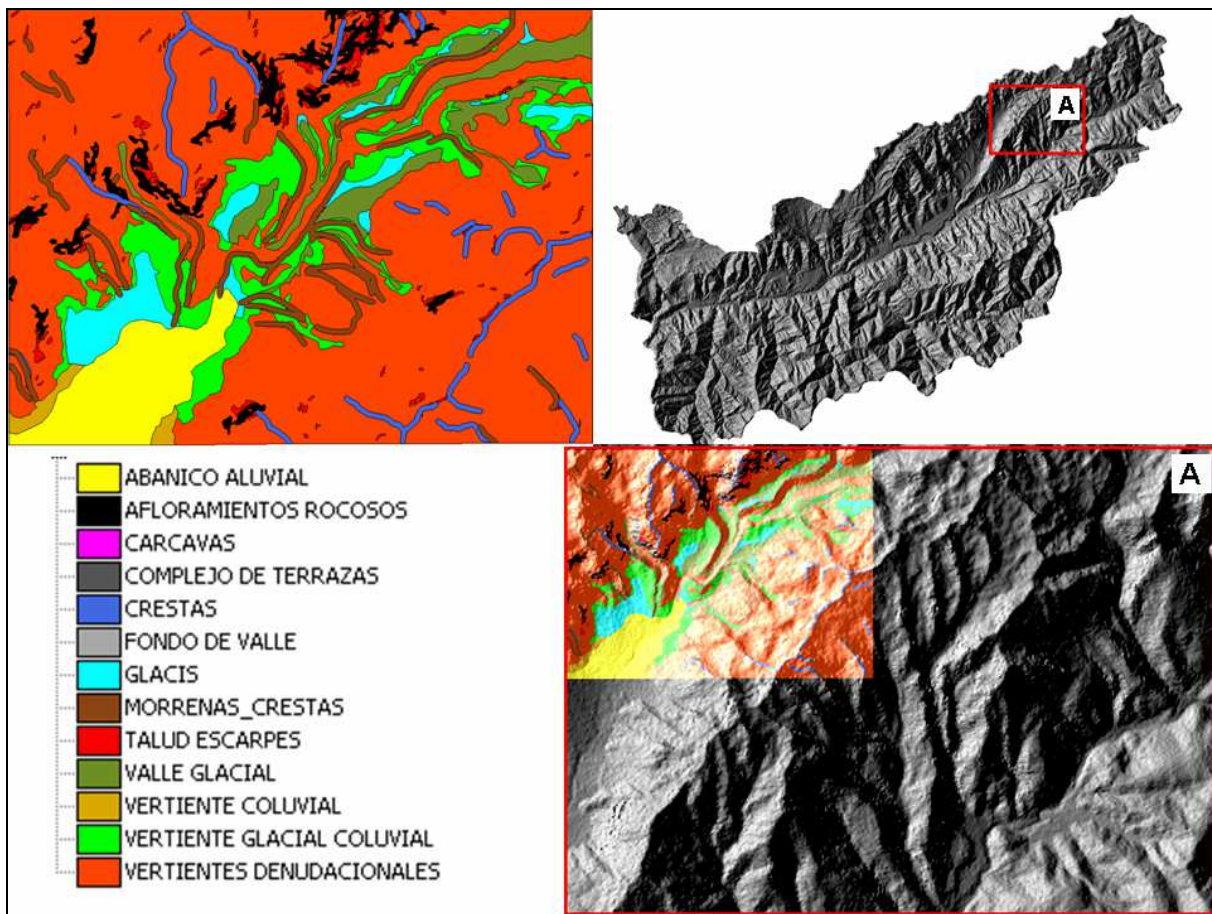 A
A
ABANICO ALUVIAL
AFLORAMIENTOS ROCOSOS
CARCAVAS
COMPLEJO DE TERRAZAS
CRESTAS
FONDO DE VALLE
GLACIS
MORRENAS_CRESTAS
TALUD ESCARPES
VALLE GLACIAL
VERTIENTE COLUVIAL
VERTIENTE GLACIAL COLUVIAL
VERTIENTES DENUDACIONALES